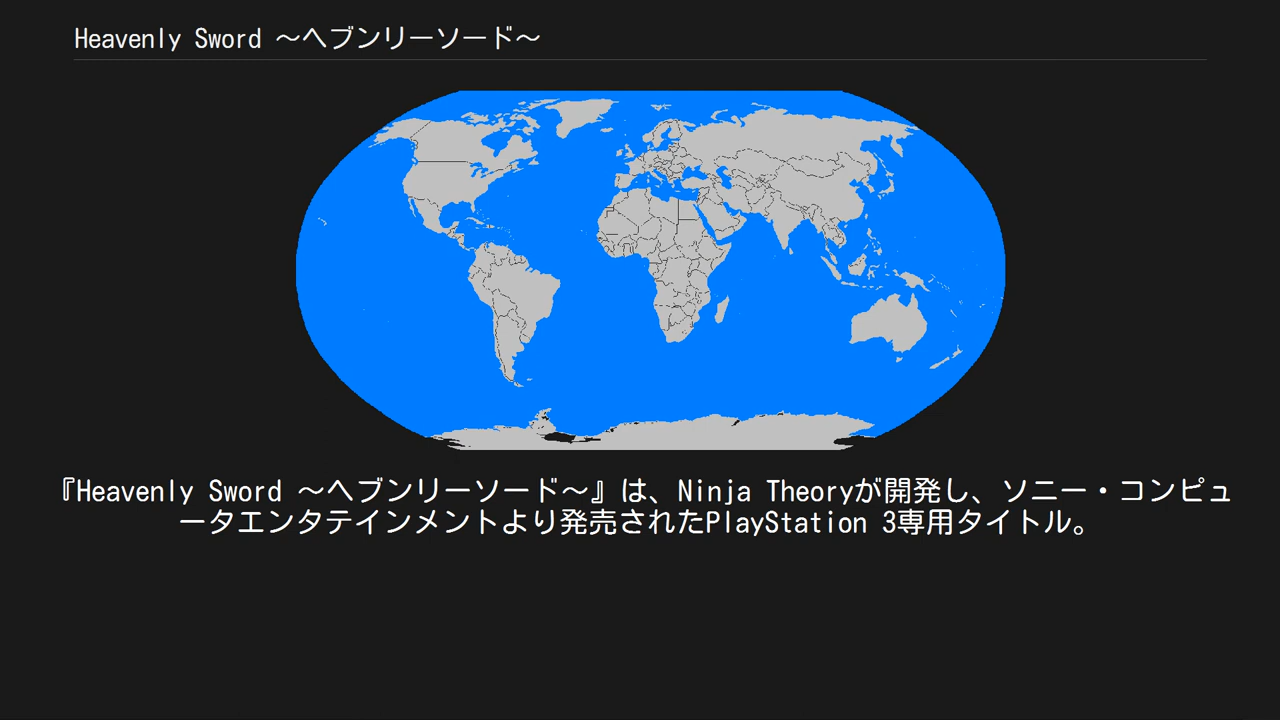 Heavenly Sword ～ヘブンリーソード～
『Heavenly Sword ～ヘブンリーソード～』は、Ninja Theoryが開発し、ソニー・コンピュ
ータエンタテインメントより発売されたPlayStation 3専用タイトル。